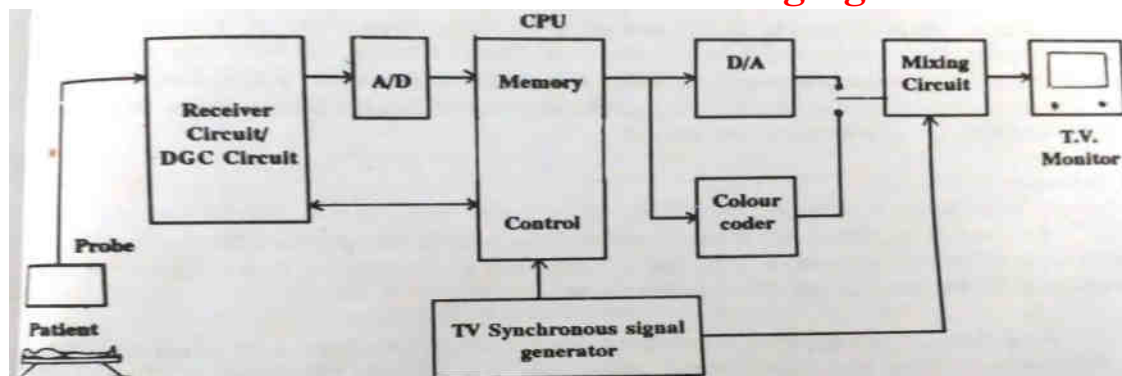 CPU
Receiver
Circuit/
DGC Circuit
A/D
Memory
Control
D/A
Colour
coder
Mixing
Circuit
T.V.
Monitor
Probe
Patient
TV Synchronous signal
generator